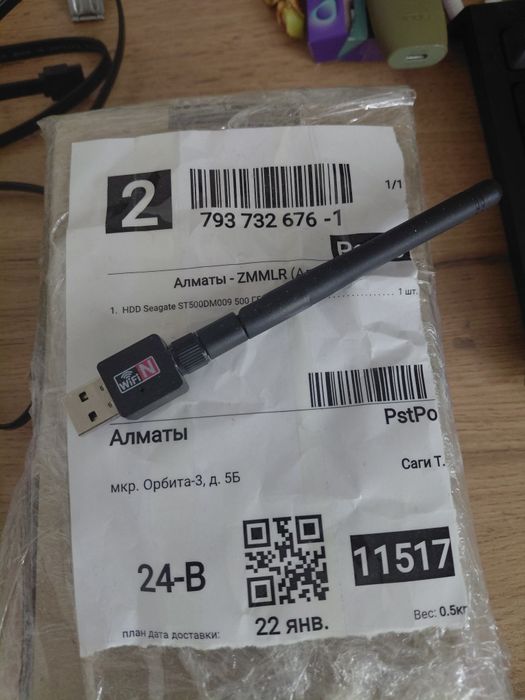 2
1/1
793 732 676 -1
Алматы - ZMMLR
1. HDD Seagate ST500DM009 500
1 шт.
WiFi N
PstPo
Алматы
Саги Т.
мкр. Орбита-3, д. 5Б
24-В
11517
22 янв.
план дата доставки:
Вес: 0.5кг